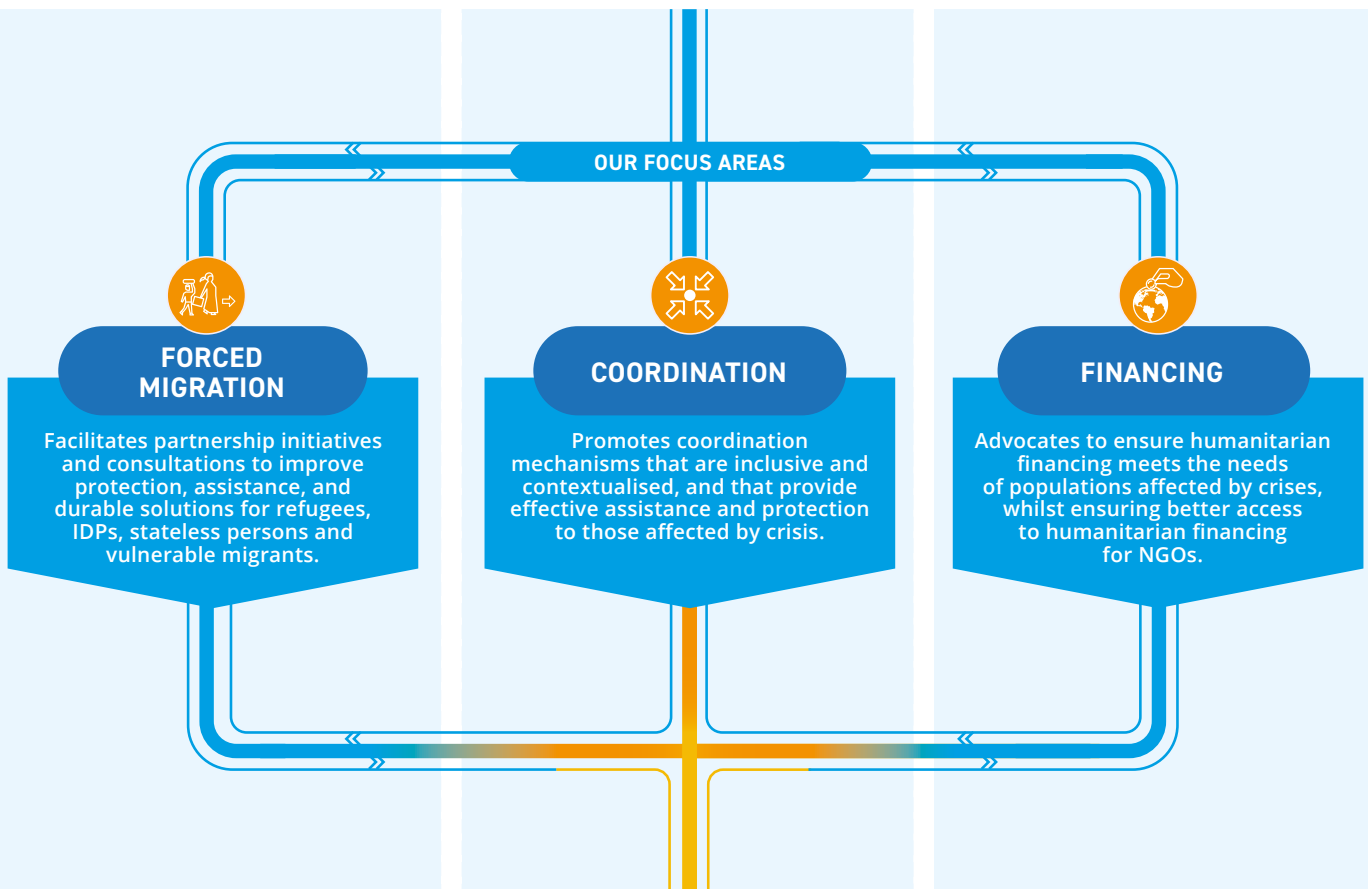 OUR FOCUS AREAS
FORCED
MIGRATION
Facilitates partnership initiatives
and consultations to improve
protection, assistance, and
durable solutions for refugees,
IDPs, stateless persons and
vulnerable migrants.
COORDINATION
Promotes coordination
mechanisms that are inclusive and
contextualised, and that provide
effective assistance and protection
to those affected by crisis.
FINANCING
Advocates to ensure humanitarian
financing meets the needs
of populations affected by crises,
whilst ensuring better access
to humanitarian financing
for NGOs.